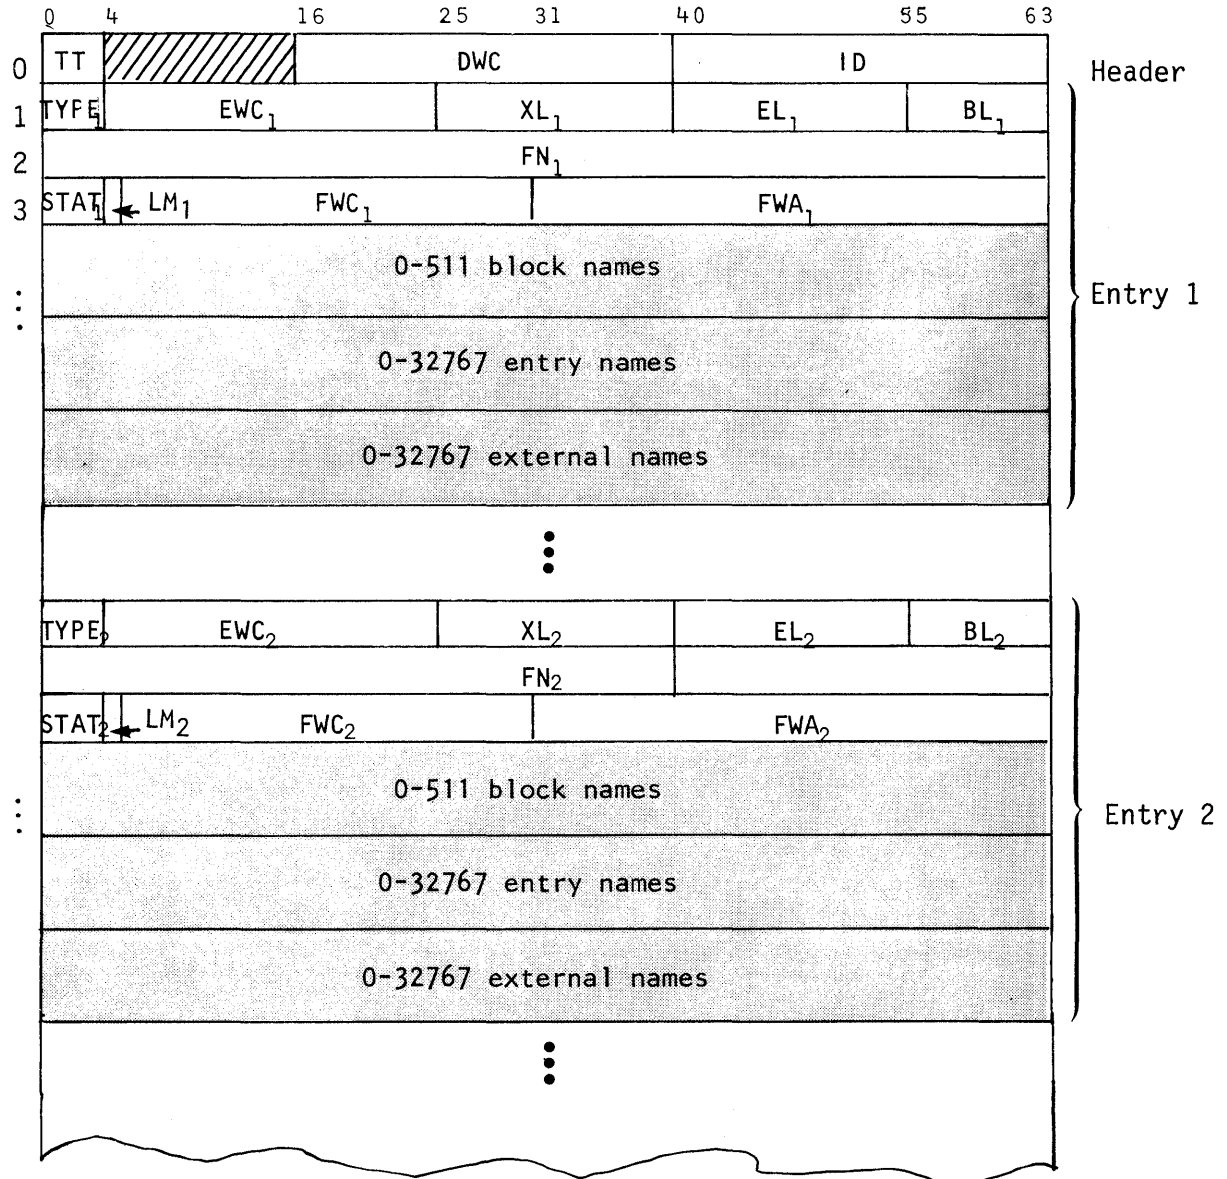 0 4 16 25 31 40 55 63
0 TT DWC ID Header
1 TYPE1 EWC1 XL1 EL1 BL1
2 FN1
3 STAT1 LM1 FWC1 FWA1
0-511 block names
Entry 1
0-32767 entry names
0-32767 external names
TYPE2 EWC2 XL2 EL2 BL2
FN2
STAT2 LM2 FWC2 FWA2
0-511 block names
Entry 2
0-32767 entry names
0-32767 external names